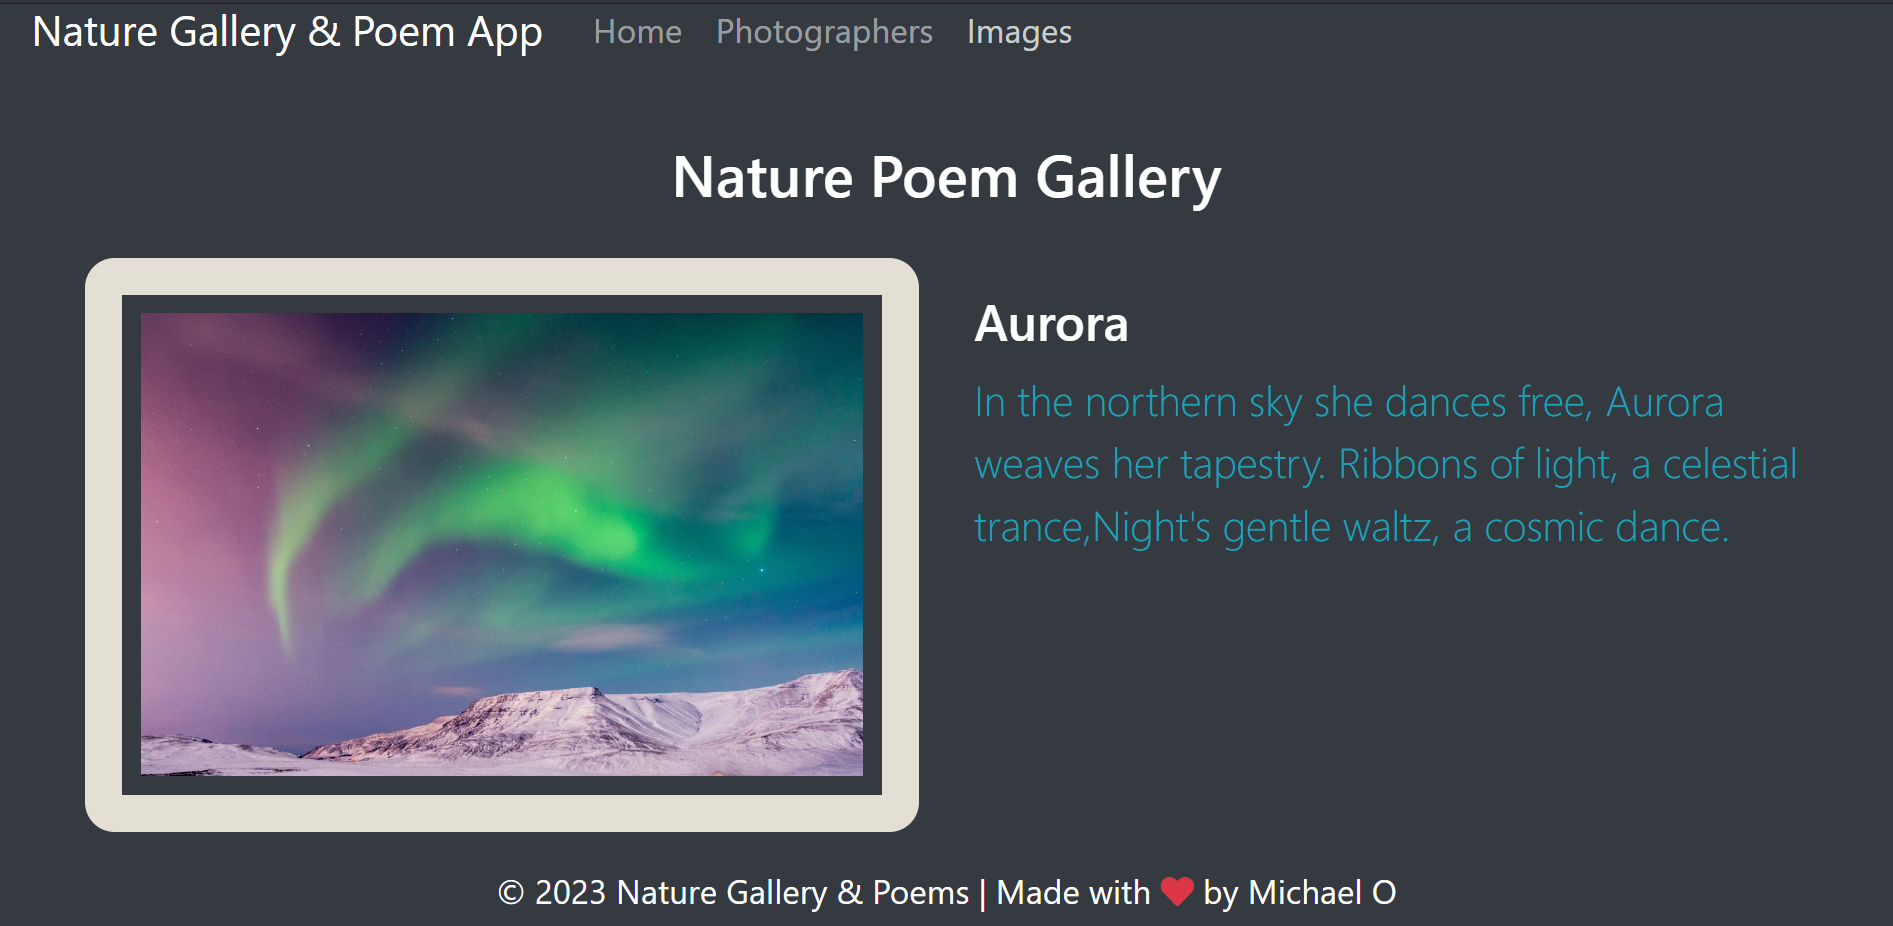 Nature Gallery & Poem App Home Photographers Images
Nature Poem Gallery
Aurora
In the northern sky she dances free, Aurora
weaves her tapestry. Ribbons of light, a celestial
trance,Night's gentle waltz, a cosmic dance.
© 2023 Nature Gallery & Poems | Made with ❤ by Michael O